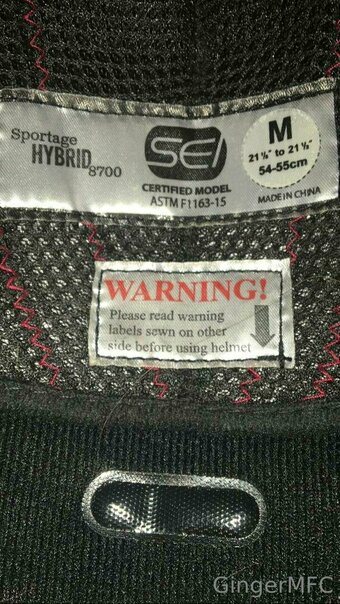 Sportage
HYBRID
8700
SEI
CERTIFIED MODEL
ASTM F1163-15
M
21 ¼" to 21 ⅝"
54-55cm
MADE IN CHINA
WARNING!
Please read warning
labels sewn on other
side before using helmet
GingerMFC